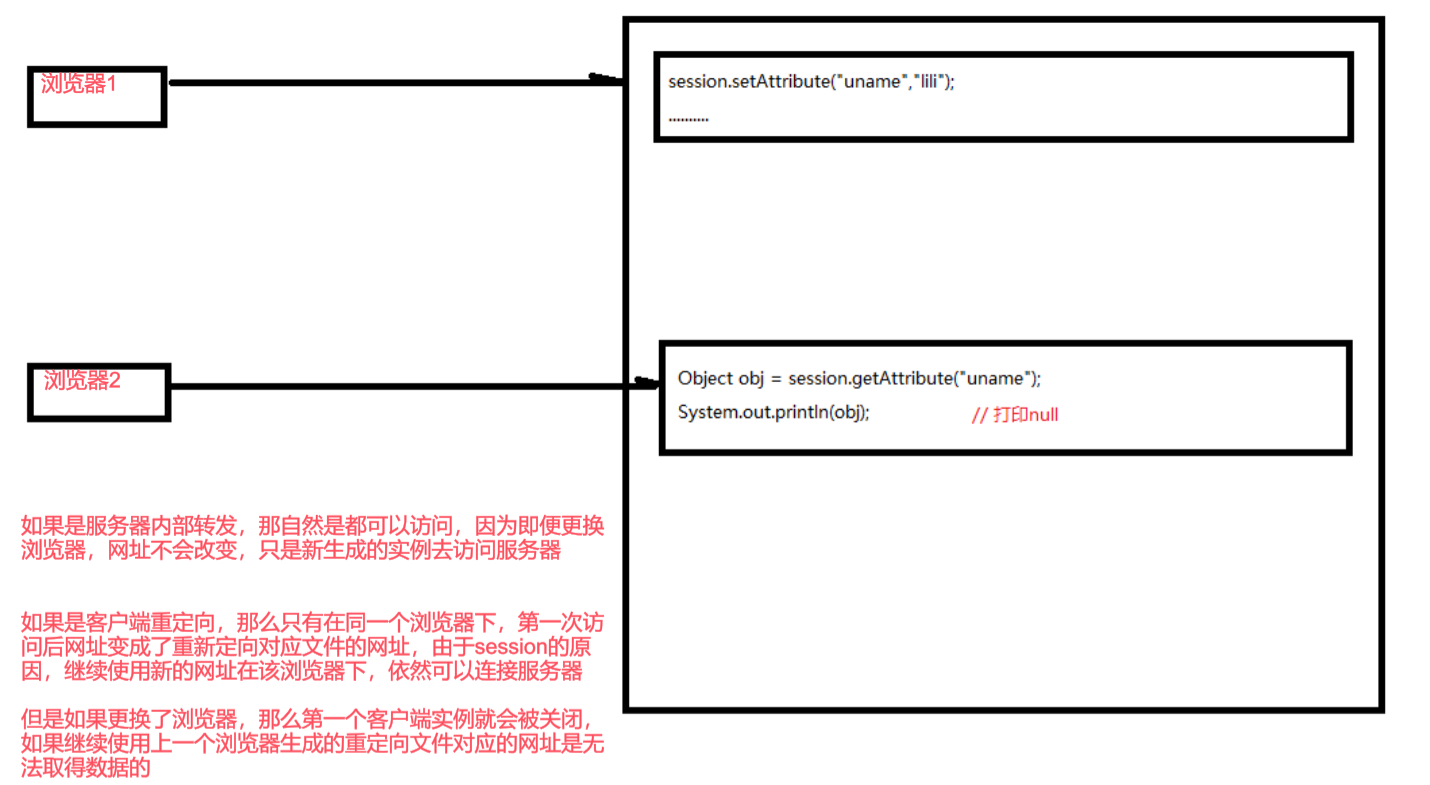 浏览器1
session.setAttribute("uname","lili");
..........
浏览器2
Object obj = session.getAttribute("uname");
System.out.println(obj); // 打印null
如果是服务器内部转发，那自然是都可以访问，因为即便更换
浏览器，网址不会改变，只是新生成的实例去访问服务器
如果是客户端重定向，那么只有在同一个浏览器下，第一次访
问后网址变成了重新定向对应文件的网址，由于session的原
因，继续使用新的网址在该浏览器下，依然可以连接服务器
但是如果更换了浏览器，那么第一个客户端实例就会被关闭，
如果继续使用上一个浏览器生成的重定向文件对应的网址是无
法取得数据的